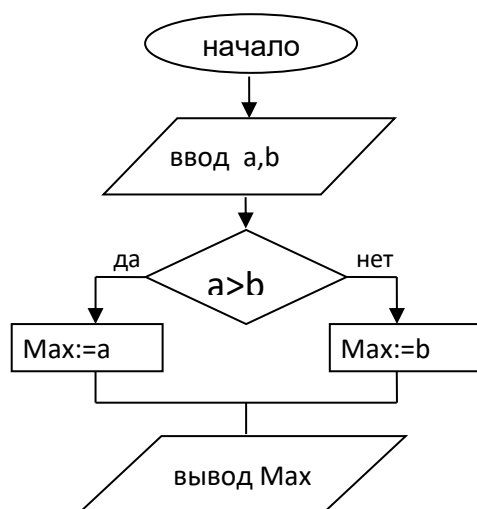 начало
ввод a,b
да
нет
a>b
Max:=a
Max:=b
вывод Max